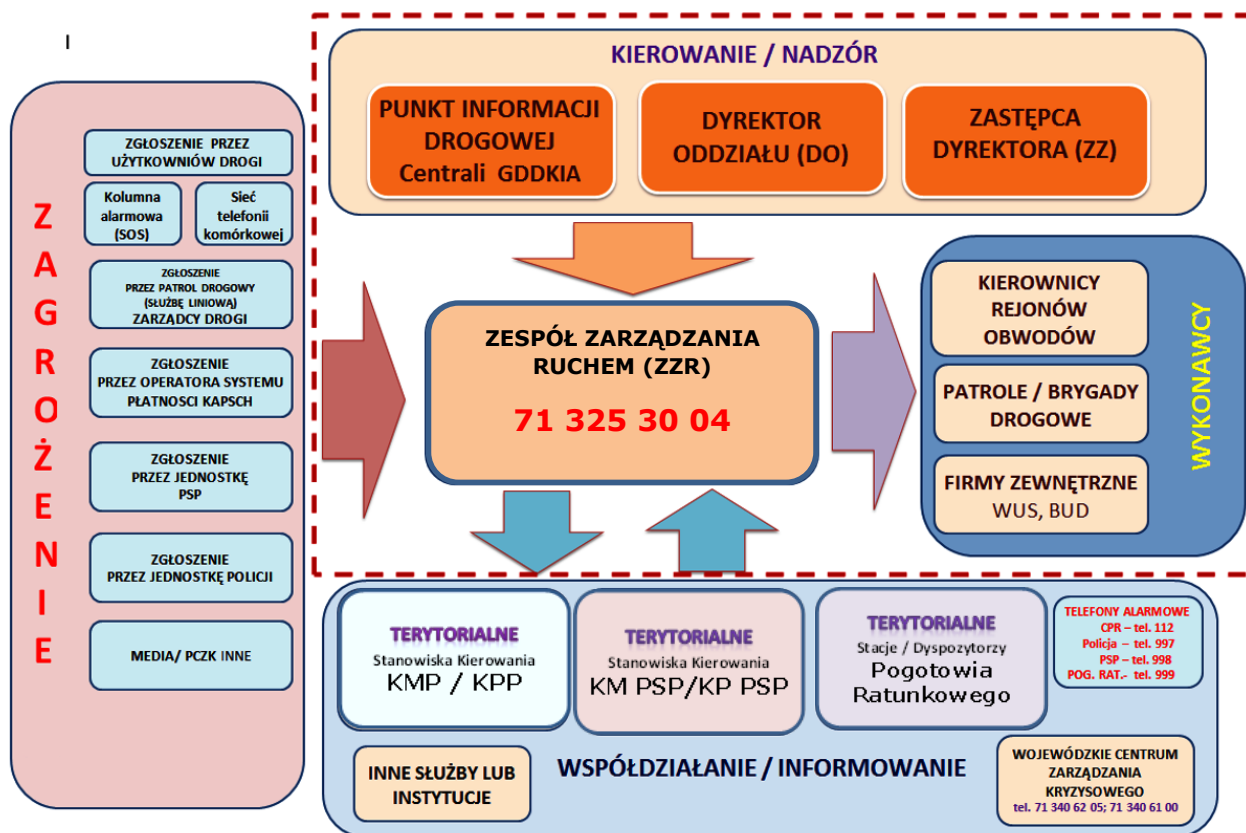 I
ZAGROŻENIE
ZGŁOSZENIE PRZEZ
UŻYTKOWNIÓW DROGI
Kolumna
alarmowa
(SOS)
Sieć
telefonii
komórkowej
ZGŁOSZENIE
PRZEZ PATROL DROGOWY
(SŁUŻBĘ LINIOWĄ)
ZARZĄDCY DROGI
ZGŁOSZENIE
PRZEZ OPERATORA SYSTEMU
PŁATNOSCI KAPSCH
ZGŁOSZENIE
PRZEZ JEDNOSTKĘ
PSP
ZGŁOSZENIE
PRZEZ JEDNOSTKĘ POLICJI
MEDIA/ PCZK INNE
KIEROWANIE / NADZÓR
PUNKT INFORMACJI
DROGOWEJ
Centrali GDDKIA
DYREKTOR
ODDZIAŁU (DO)
ZASTĘPCA
DYREKTORA (ZZ)
ZESPÓŁ ZARZĄDZANIA
RUCHEM (ZZR)
71 325 30 04
KIEROWNICY
REJONÓW
OBWODÓW
PATROLE / BRYGADY
DROGOWE
FIRMY ZEWNĘTRZNE
WUS, BUD
WYKONAWCY
TERYTORIALNE
Stanowiska Kierowania
KMP / KPP
TERYTORIALNE
Stanowiska Kierowania
KM PSP/KP PSP
TERYTORIALNE
Stacje / Dyspozytorzy
Pogotowia
Ratunkowego
TELEFONY ALARMOWE
CPR – tel. 112
Policja – tel. 997
PSP – tel. 998
POG. RAT.- tel. 999
INNE SŁUŻBY LUB
INSTYTUCJE
WSPÓŁDZIAŁANIE / INFORMOWANIE
WOJEWÓDZKIE CENTRUM
ZARZĄDZANIA
KRYZYSOWEGO
tel. 71 340 62 05; 71 340 61 00